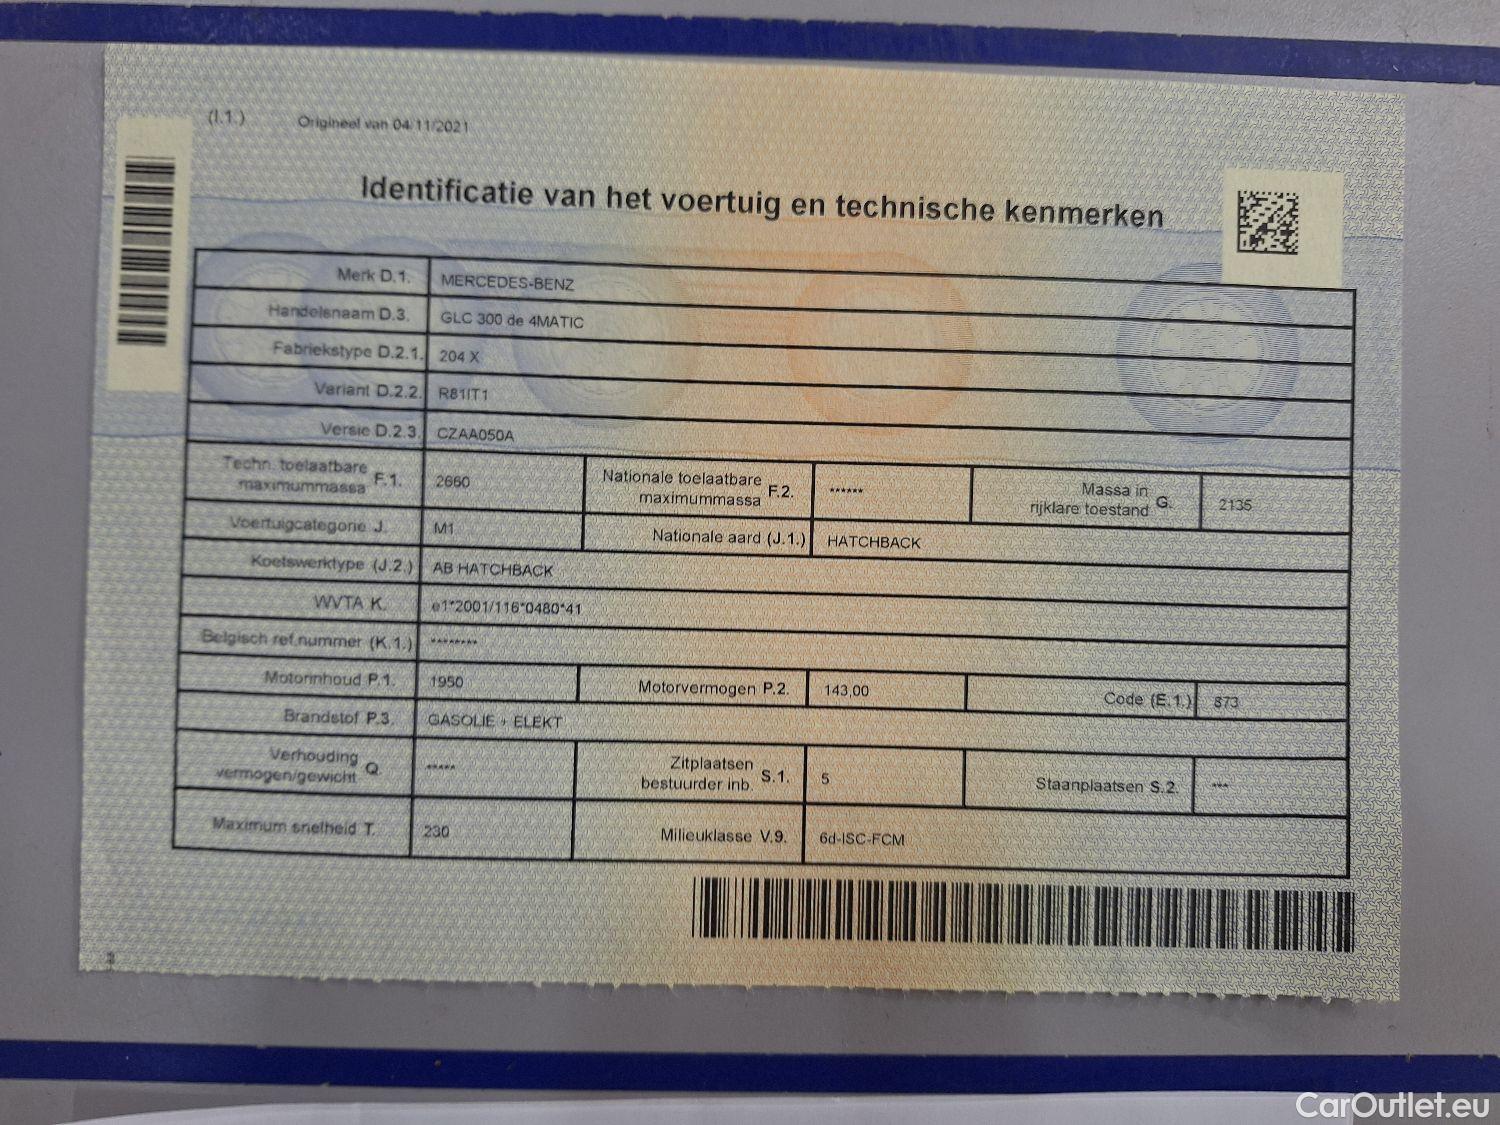 (I.1.) Origineel van 04/11/2021
Identificatie van het voertuig en technische kenmerken
Merk D.1. MERCEDES-BENZ
Handelsnaam D.3. GLC 300 de 4MATIC
Fabriekstype D.2.1. 204 X
Variant D.2.2. R81IT1
Versie D.2.3. CZAA050A
Techn. toelaatbare maximummassa F.1. 2660 Nationale toelaatbare maximummassa F.2. ****** Massa in rijklare toestand G. 2135
Voertuigcategorie J. M1 Nationale aard (J.1.) HATCHBACK
Koetswerktype (J.2.) AB HATCHBACK
WVTA K. e1*2001/116*0480*41
Belgisch ref.nummer (K.1.) ********
Motorinhoud P.1. 1950 Motorvermogen P.2. 143,00 Code (E.1.) 873
Brandstof P.3. GASOLIE + ELEKT
Verhouding vermogen/gewicht Q. ***** Zitplaatsen bestuurder inb. S.1. 5 Staanplaatsen S.2. ***
Maximum snelheid T. 230 Milieuklasse V.9. 6d-ISC-FCM
CarOutlet.eu